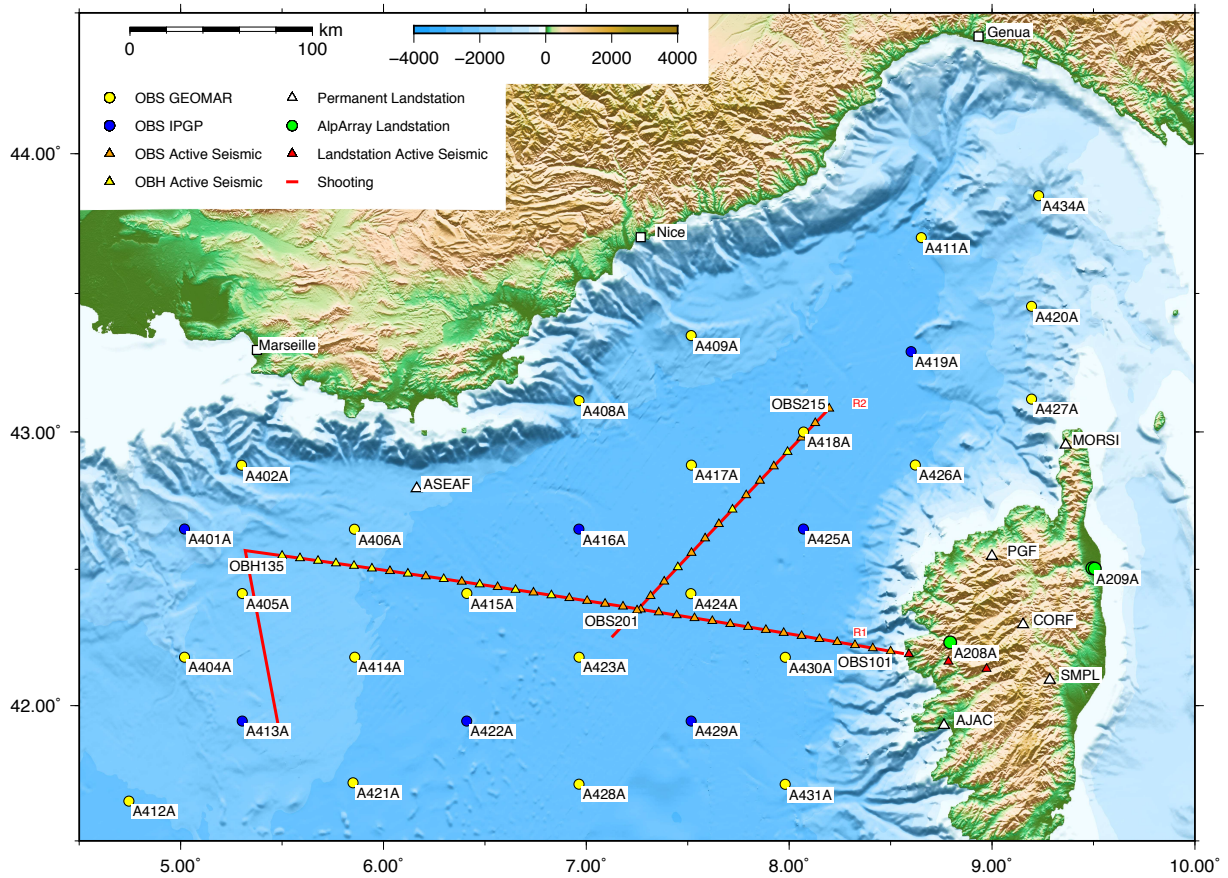 km
0 100
−4000 −2000 0 2000 4000
OBS GEOMAR
Permanent Landstation
OBS IPGP
AlpArray Landstation
OBS Active Seismic
Landstation Active Seismic
OBH Active Seismic
Shooting
Genua
44.00˚
A434A
Nice
A411A
A420A
A409A
Marseille
A419A
A408A
OBS215
R2
A427A
43.00˚
A418A
MORSI
A402A
ASEAF
A417A
A426A
A401A
A406A
A416A
A425A
PGF
OBH135
A209A
A405A
A415A
A424A
OBS201
CORF
R1
A208A
A404A
A414A
A423A
A430A
OBS101
SMPL
42.00˚
A413A
A422A
A429A
AJAC
A421A
A428A
A431A
A412A
5.00˚ 6.00˚ 7.00˚ 8.00˚ 9.00˚ 10.00˚